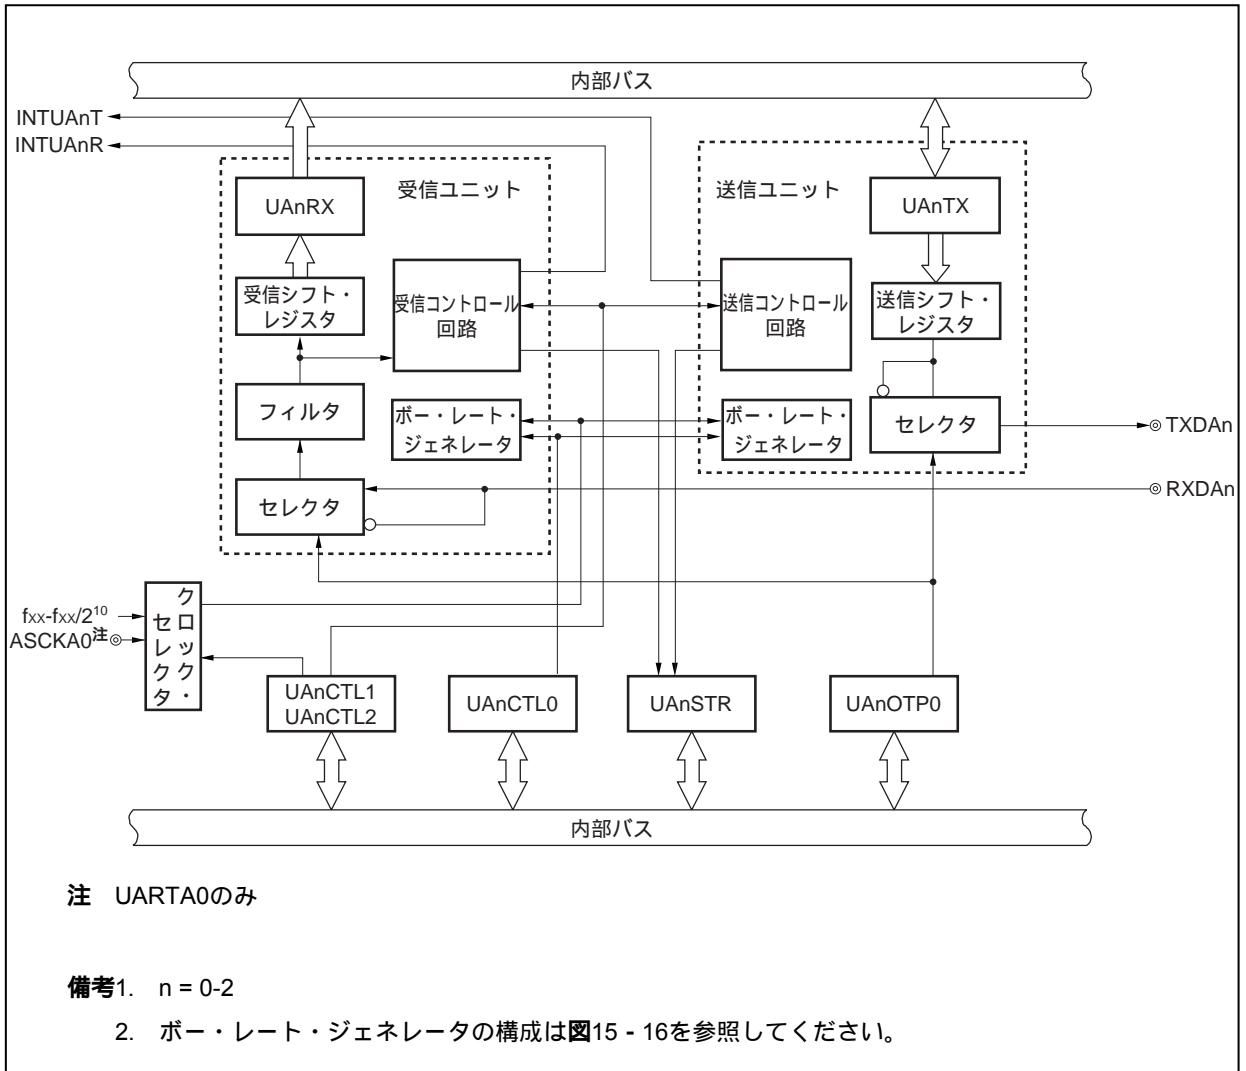 内部バス
INTUAnT
INTUAnR
受信ユニット
送信ユニット
UAnRX
UAnTX
受信シフト・
レジスタ
受信コントロール
回路
送信コントロール
回路
送信シフト・
レジスタ
フィルタ
ボー・レート・
ジェネレータ
ボー・レート・
ジェネレータ
セレクタ
TXDAn
セレクタ
RXDAn
fxx-fxx/2¹⁰
ASCKA0注
クロック・
セレクタ
UAnCTL1
UAnCTL2
UAnCTL0
UAnSTR
UAnOTP0
内部バス
注 UARTA0のみ
備考1. n = 0-2
2. ボー・レート・ジェネレータの構成は図15-16を参照してください。